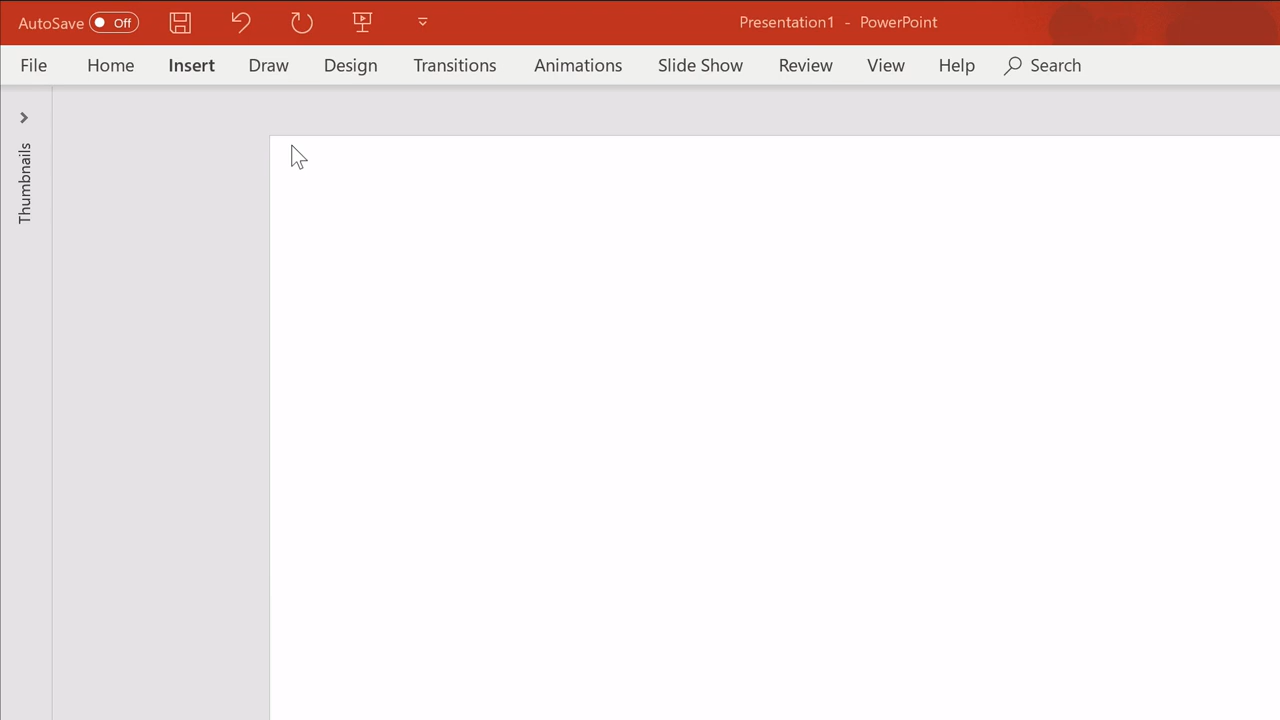 AutoSave Off Presentation1 - PowerPoint
File Home Insert Draw Design Transitions Animations Slide Show Review View Help Search
Thumbnails